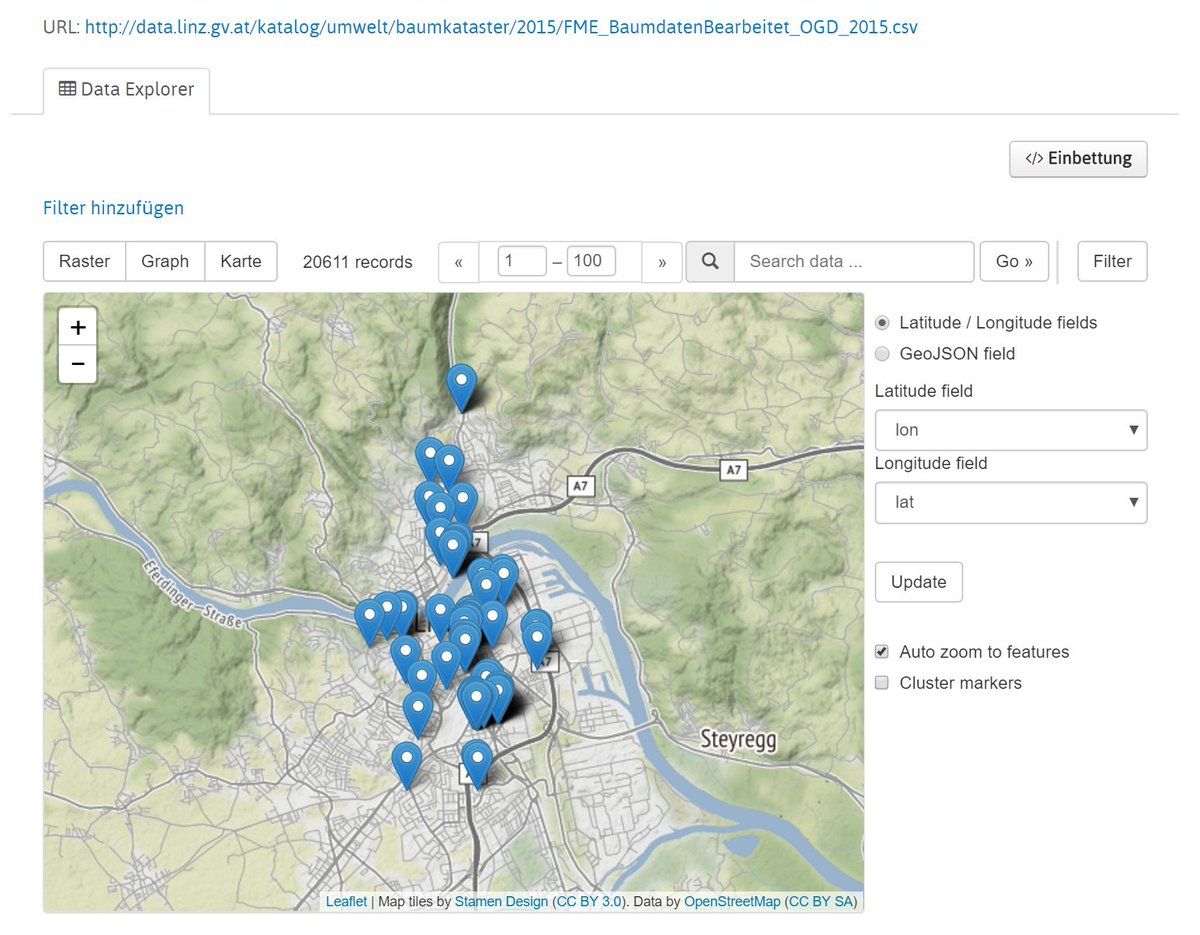 URL: http://data.linz.gv.at/katalog/umwelt/baumkataster/2015/FME_BaumdatenBearbeitet_OGD_2015.csv
Data Explorer
</> Einbettung
Filter hinzufügen
Raster Graph Karte 20611 records « 1 – 100 » Search data ... Go » Filter
+
−
Latitude / Longitude fields
GeoJSON field
Latitude field
lon
Longitude field
lat
Update
Auto zoom to features
Cluster markers
A7
A7
Eferdinger-Straße
Steyregg
Leaflet | Map tiles by Stamen Design (CC BY 3.0). Data by OpenStreetMap (CC BY SA)